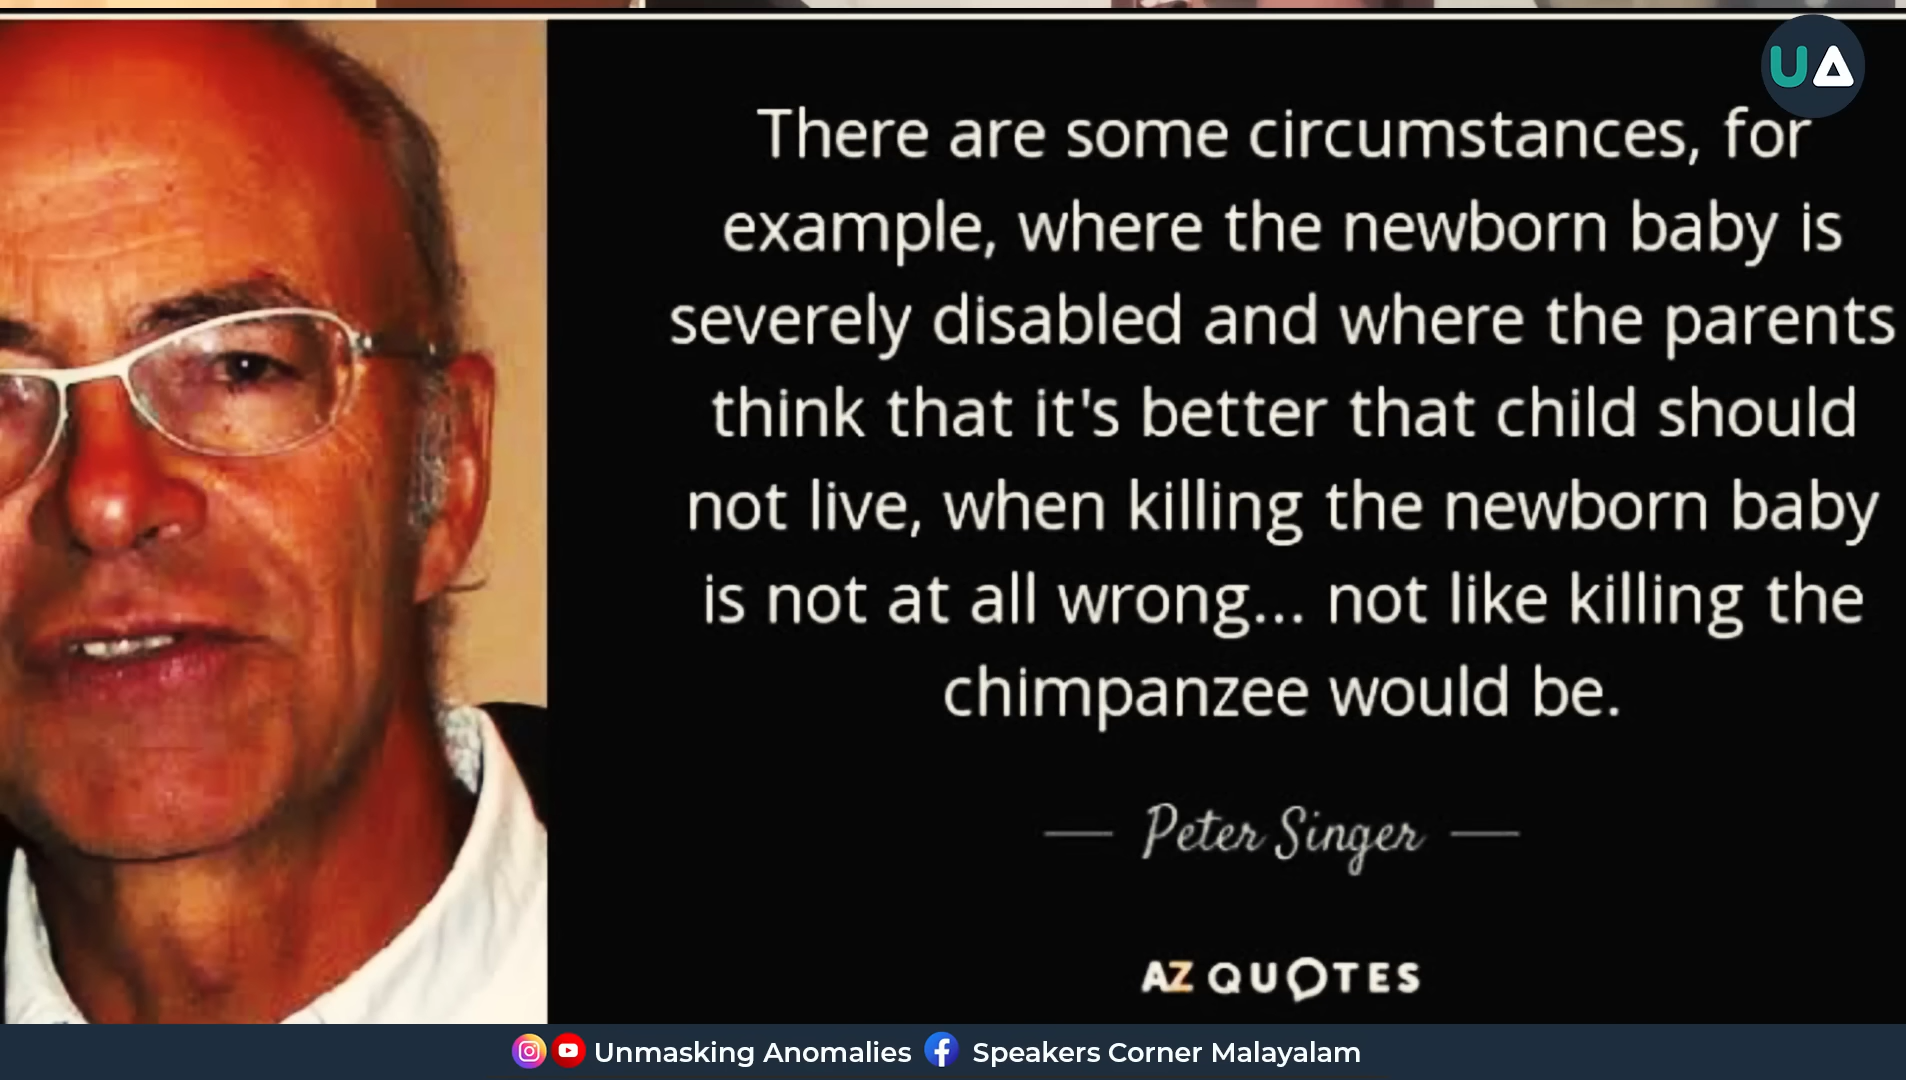 UA
There are some circumstances, for
example, where the newborn baby is
severely disabled and where the parents
think that it's better that child should
not live, when killing the newborn baby
is not at all wrong... not like killing the
chimpanzee would be.
Peter Singer
AZ QUOTES
Unmasking Anomalies Speakers Corner Malayalam